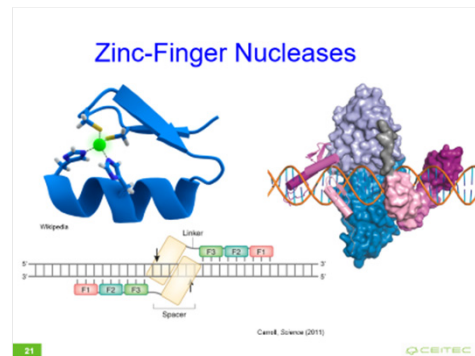 Zinc-Finger Nucleases
Wikipedia
Linker
F3 F2 F1
5' 3'
3' 5'
F1 F2 F3
Spacer
Carroll, Science (2011)
21
CEITEC